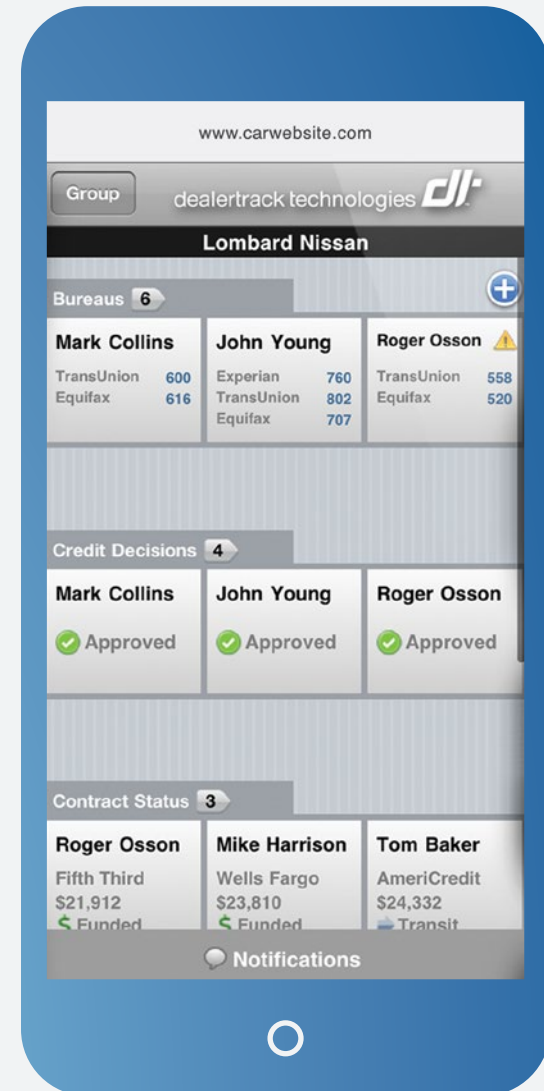 www.carwebsite.com
Group
dealertrack technologies dt
Lombard Nissan
Bureaus 6
Mark Collins
TransUnion 600
Equifax 616
John Young
Experian 760
TransUnion 802
Equifax 707
Roger Osson
TransUnion 558
Equifax 520
Credit Decisions 4
Mark Collins
Approved
John Young
Approved
Roger Osson
Approved
Contract Status 3
Roger Osson
Fifth Third
$21,912
$ Funded
Mike Harrison
Wells Fargo
$23,810
$ Funded
Tom Baker
AmeriCredit
$24,332
Transit
Notifications